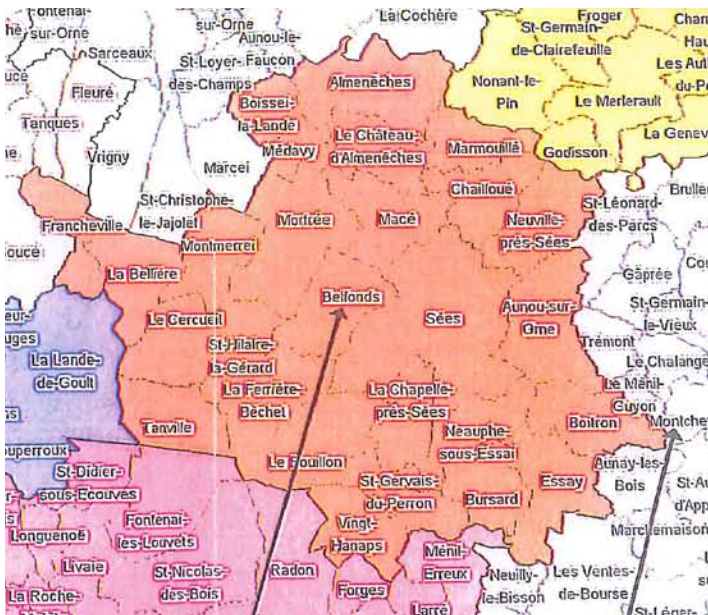 sur-Orne
Sarceaux
Fleuré
Tanques
Vrigny
Aunou-le-
Faucon
St-Loyer-
des-Champs
Marcei
St-Christophe-
le-Jajolet
La Cochère
Almenêches
Boissei-
la-Lande
Médavy
Le Château-
d'Almenêches
Marmouillé
Chailloué
Nonant-le-
Pin
St-Germain-
de-Clairefeuille
Froger
Le Merlerault
Les Aut
du-Pe
La Genev
Godisson
Francheville
Montmerrei
Mortrée
Macé
Neuville-
près-Sées
St-Léonard-
des-Parcs
Gâprée
St-Germain-
le-Vieux
La Bellière
Belfonds
Sées
Aunou-sur-
Orne
Trémont
Le Chalange
Le Cercueil
St-Hilaire-
la-Gérard
La Lande-
de-Goult
La Ferrière-
Béchet
La Chapelle-
près-Sées
Le Ménil-
Guyon
Montche
Boitron
Tanville
Neauphe-
sous-Essai
Le Bouillon
St-Gervais-
du-Perron
Bursard
Essay
Aunay-les-
Bois
St-Didier-
sous-Ecouves
Longuenoë
Fontenai-
les-Louvets
Livaie
St-Nicolas-
des-Bois
La Roche-
Radon
Vingt-
Hanaps
Forges
Ménil-
Erreux
Larré
Neuilly-
le-Bisson
Les Ventes-
de-Bourse
Marchemaison
d'App
St-Léger-